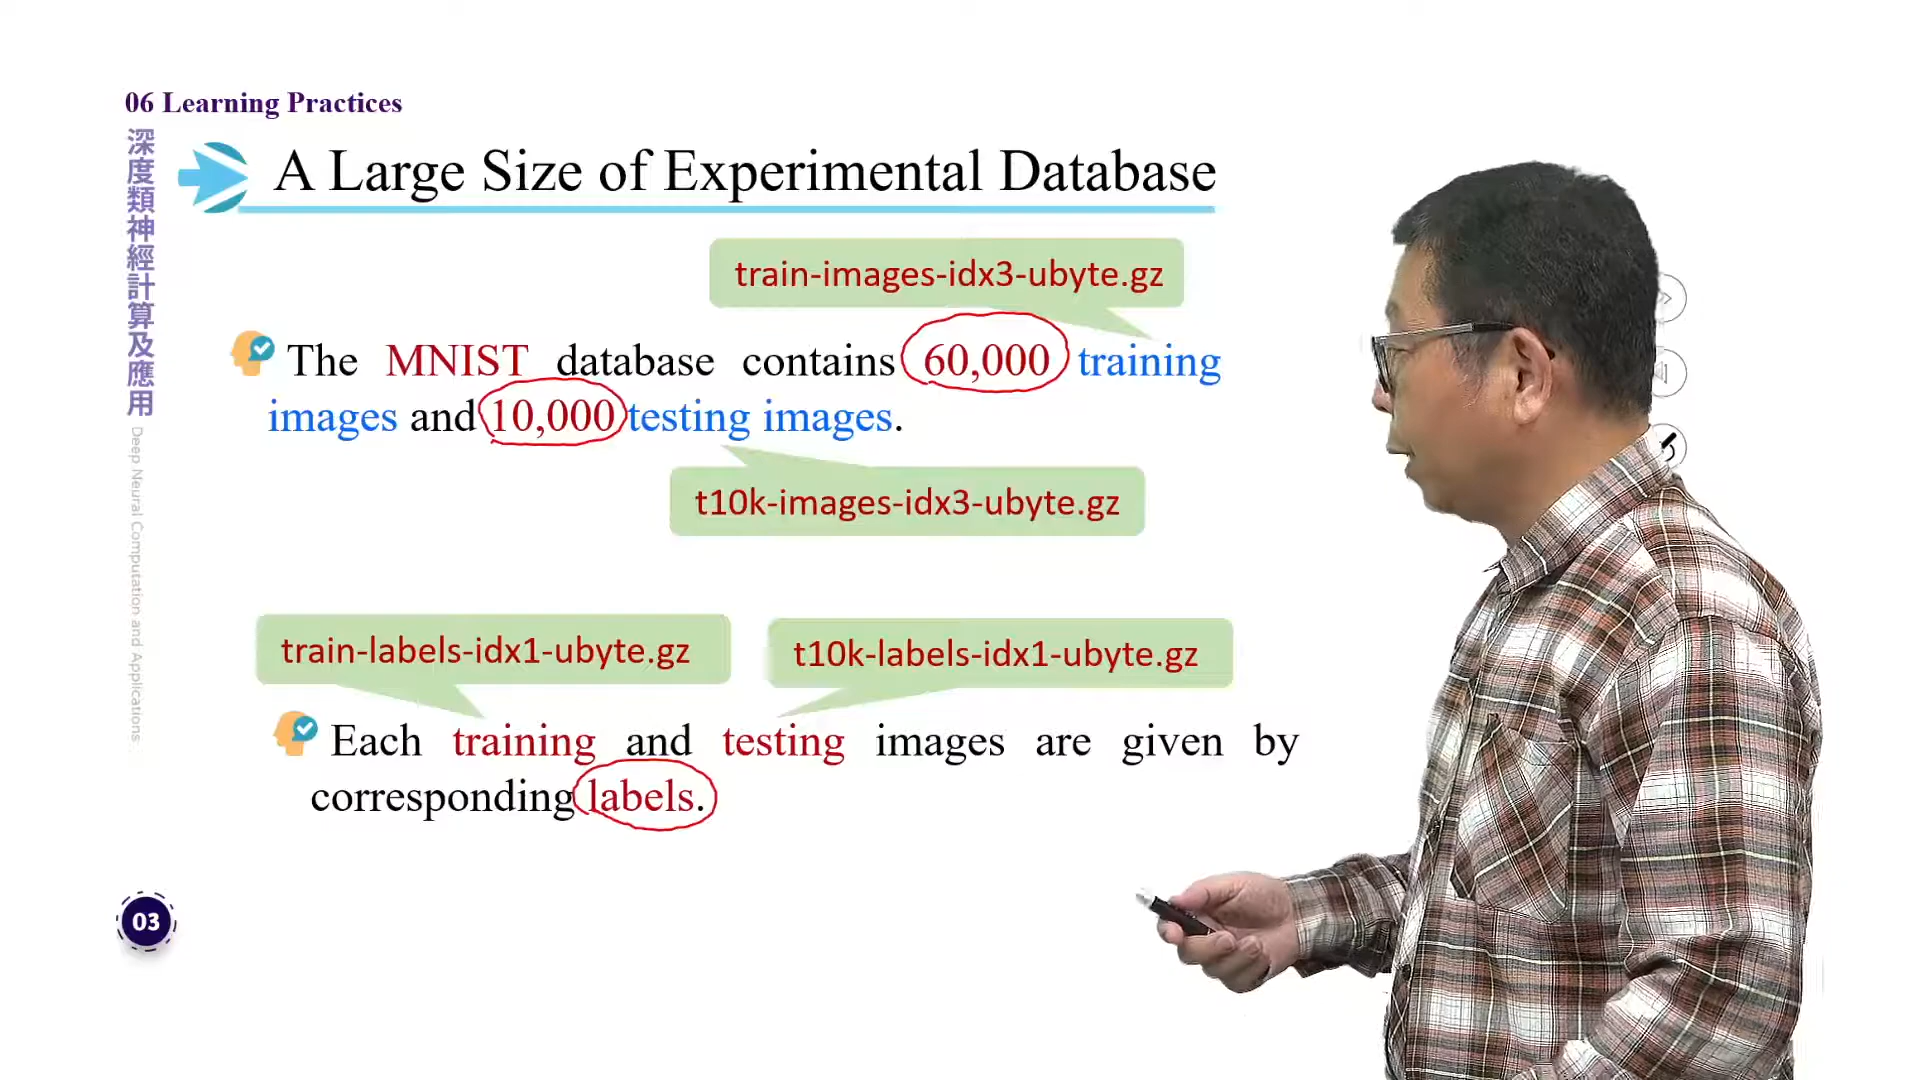 06 Learning Practices
深度類神經計算及應用
Deep Neural Computation and Applications
A Large Size of Experimental Database
train-images-idx3-ubyte.gz
The MNIST database contains 60,000 training
images and 10,000 testing images.
t10k-images-idx3-ubyte.gz
train-labels-idx1-ubyte.gz
t10k-labels-idx1-ubyte.gz
Each training and testing images are given by
corresponding labels.
03